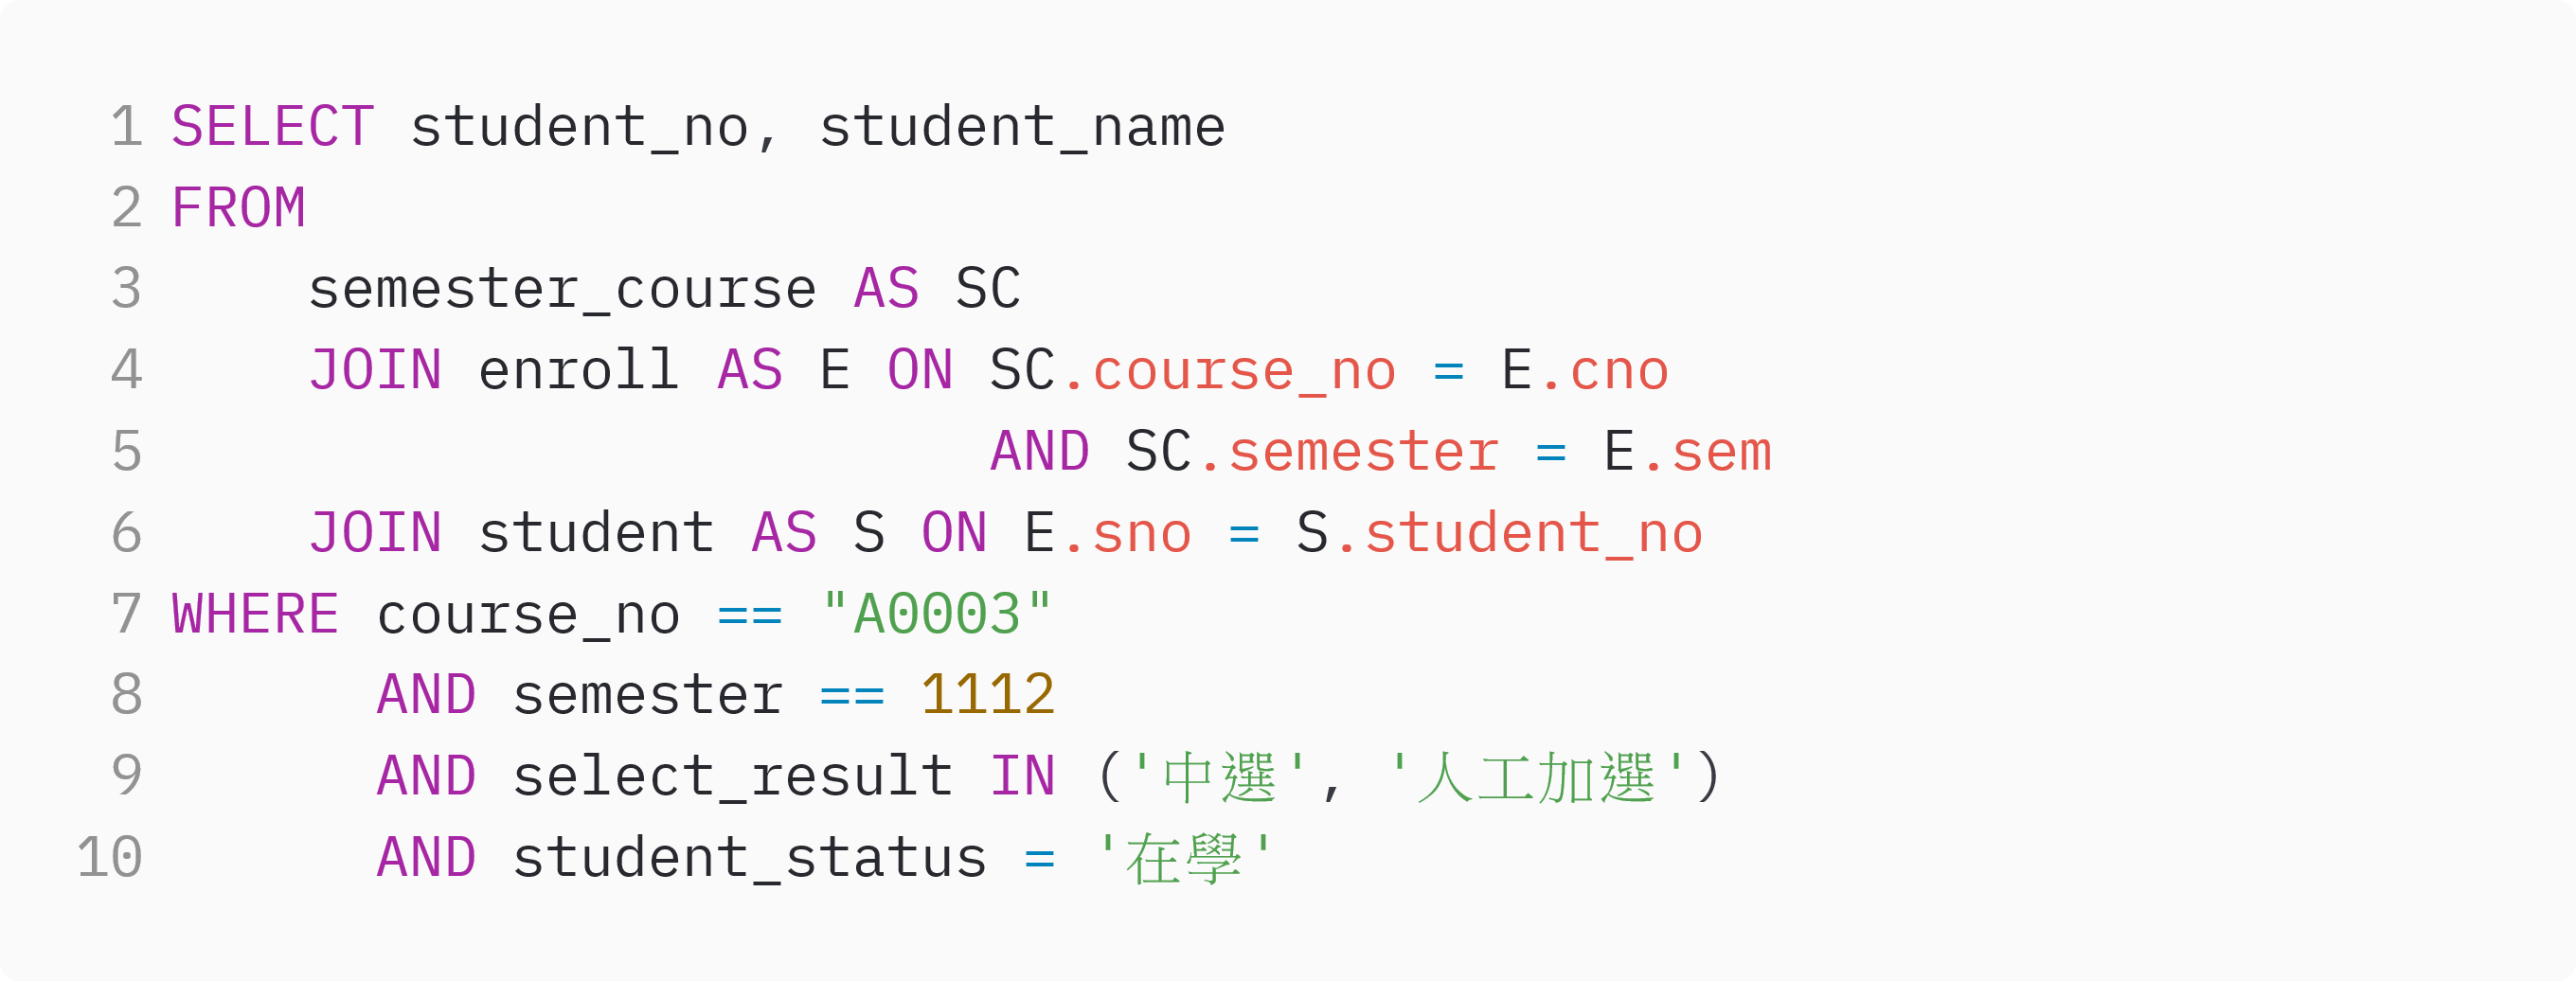 1 SELECT student_no, student_name
2 FROM
3     semester_course AS SC
4     JOIN enroll AS E ON SC.course_no = E.cno
5                         AND SC.semester = E.sem
6     JOIN student AS S ON E.sno = S.student_no
7 WHERE course_no == "A0003"
8       AND semester == 1112
9       AND select_result IN ('中選', '人工加選')
10       AND student_status = '在學'